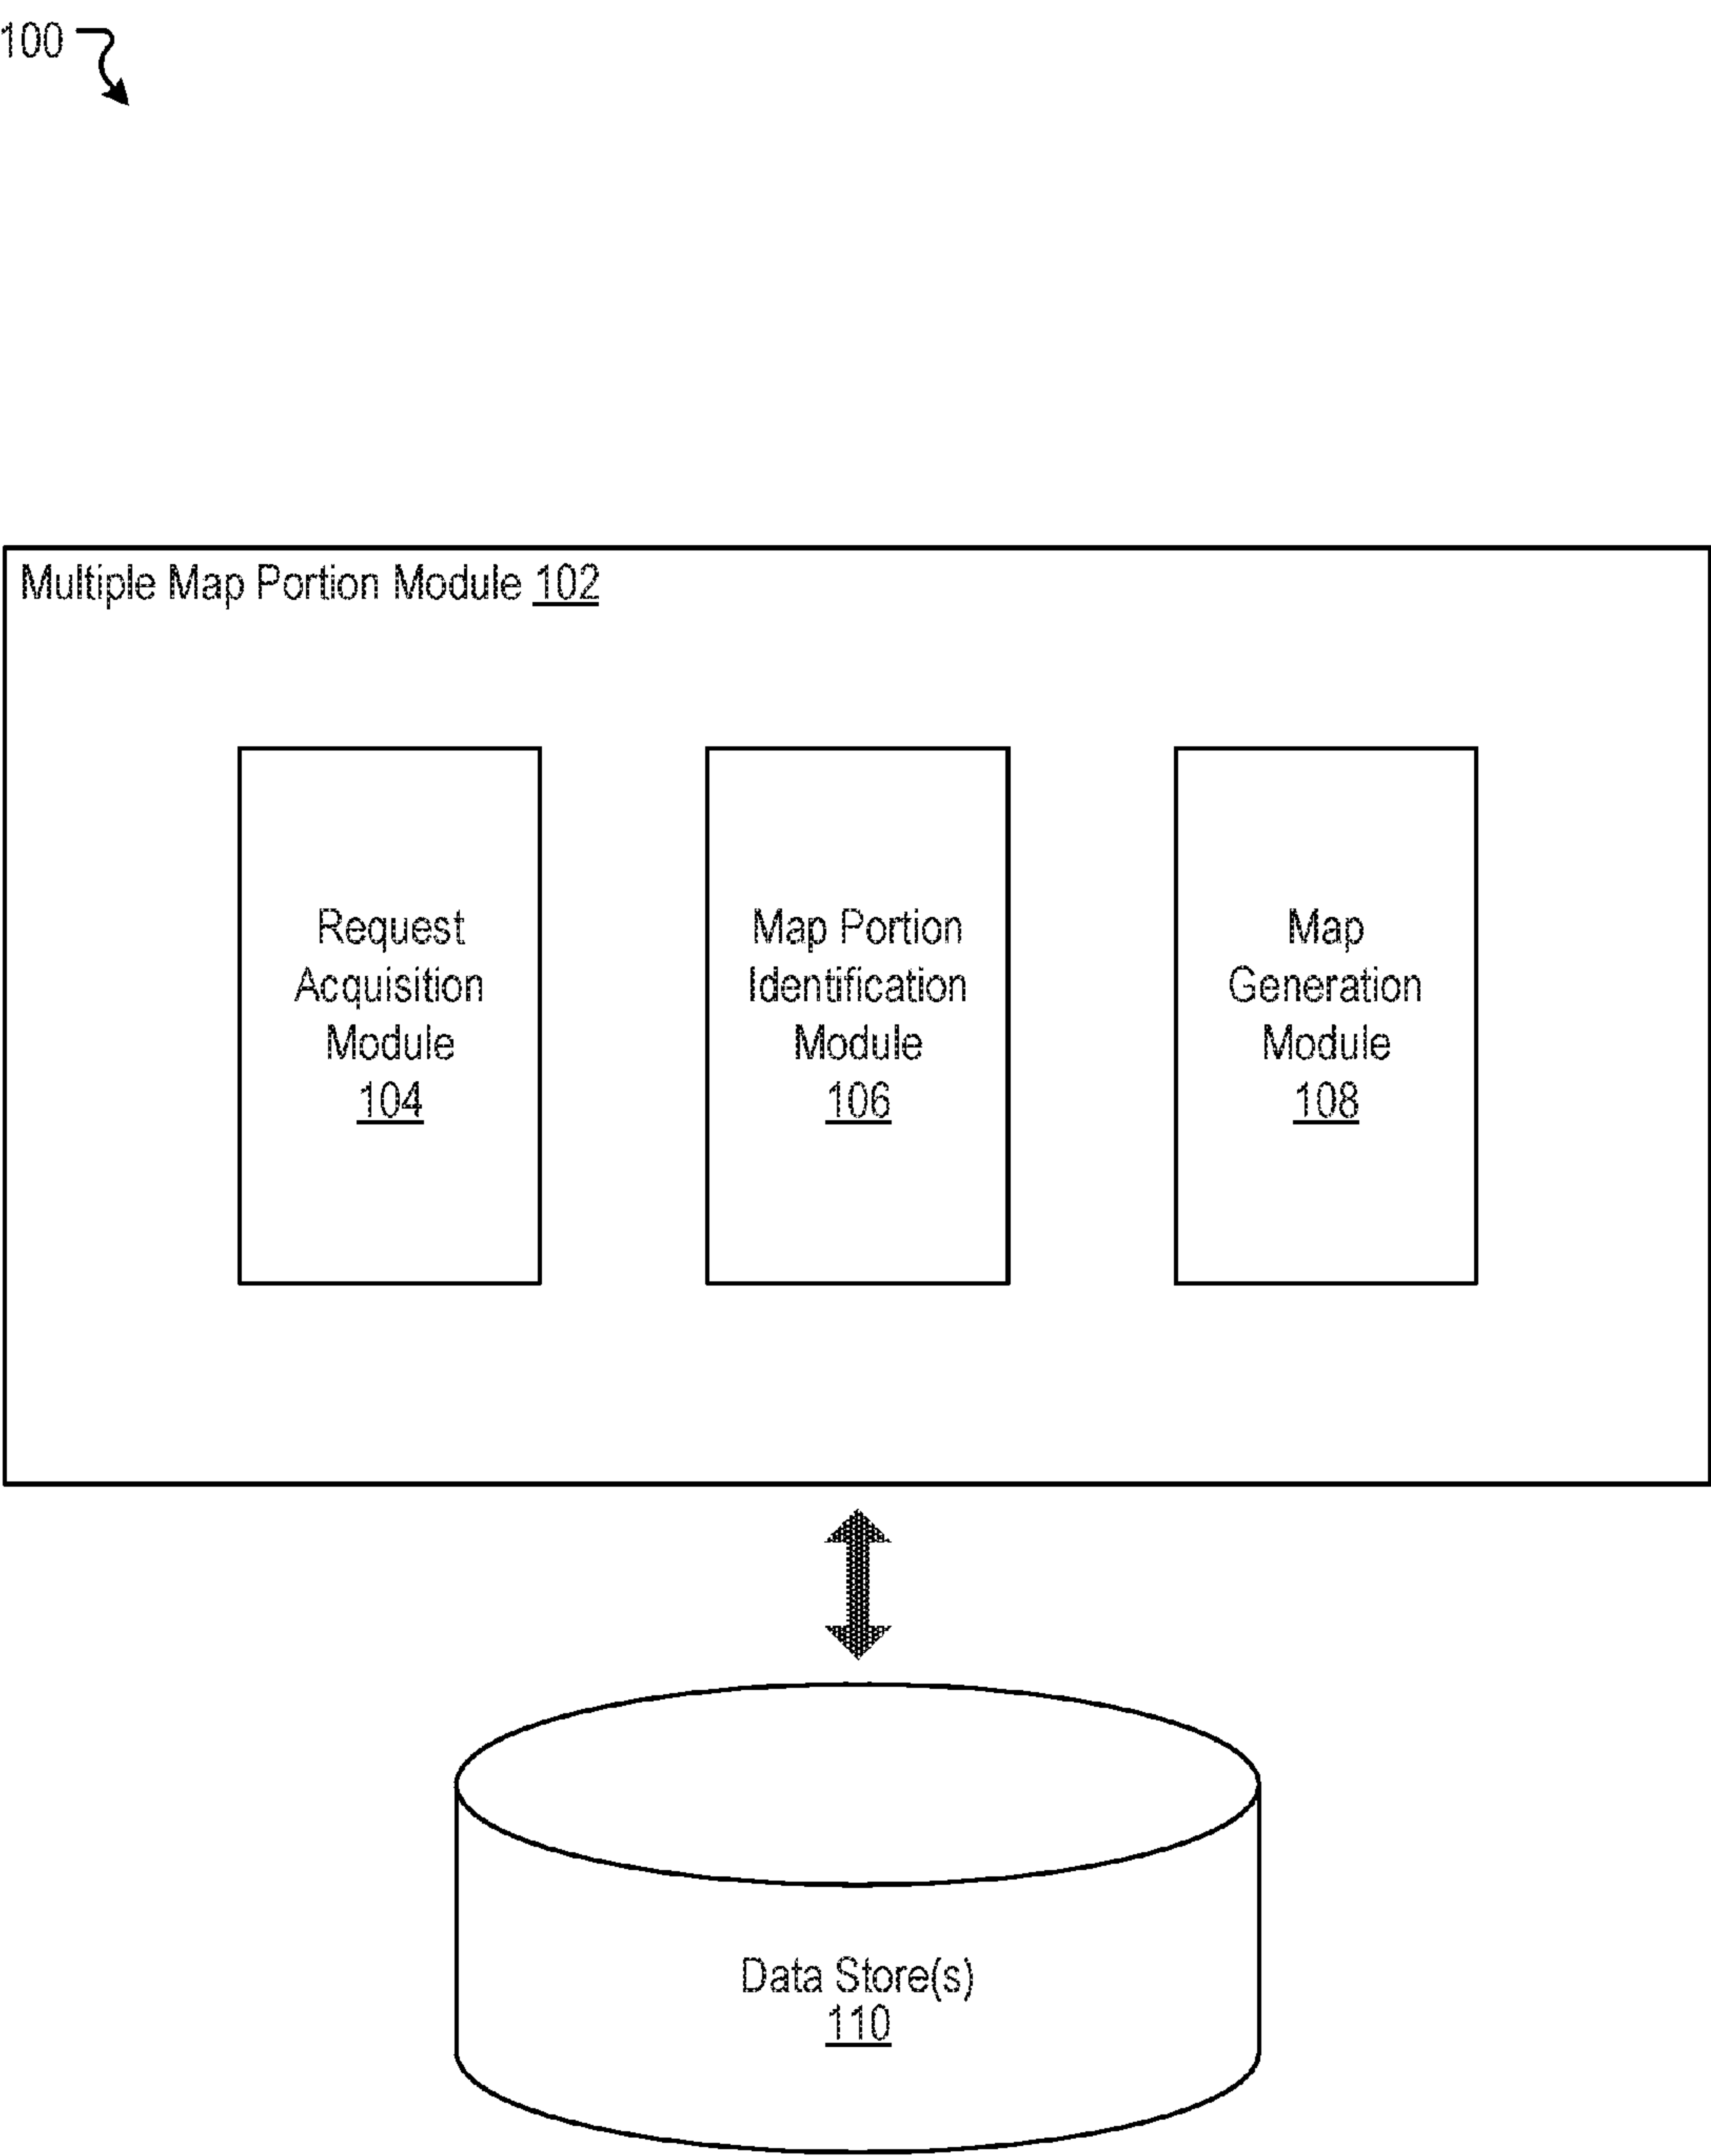 100
Multiple Map Portion Module 102
Request
Acquisition
Module
104
Map Portion
Identification
Module
106
Map
Generation
Module
108
Data Store(s)
110